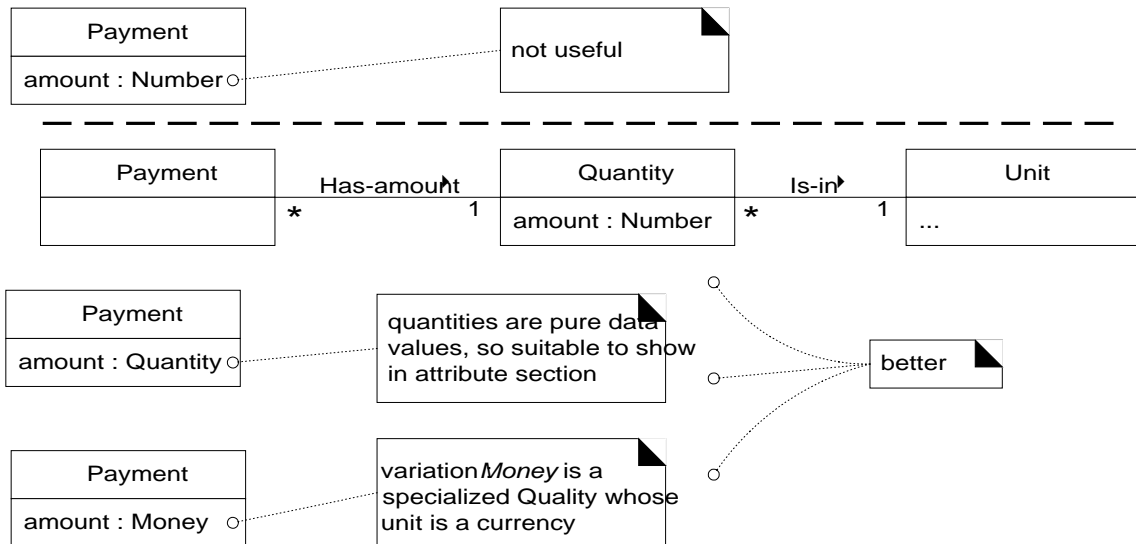 Payment
amount : Number
not useful
Payment
Has-amount
*
1
Quantity
amount : Number
Is-in
*
1
Unit
...
Payment
amount : Quantity
quantities are pure data
values, so suitable to show
in attribute section
better
Payment
amount : Money
variation Money is a
specialized Quality whose
unit is a currency